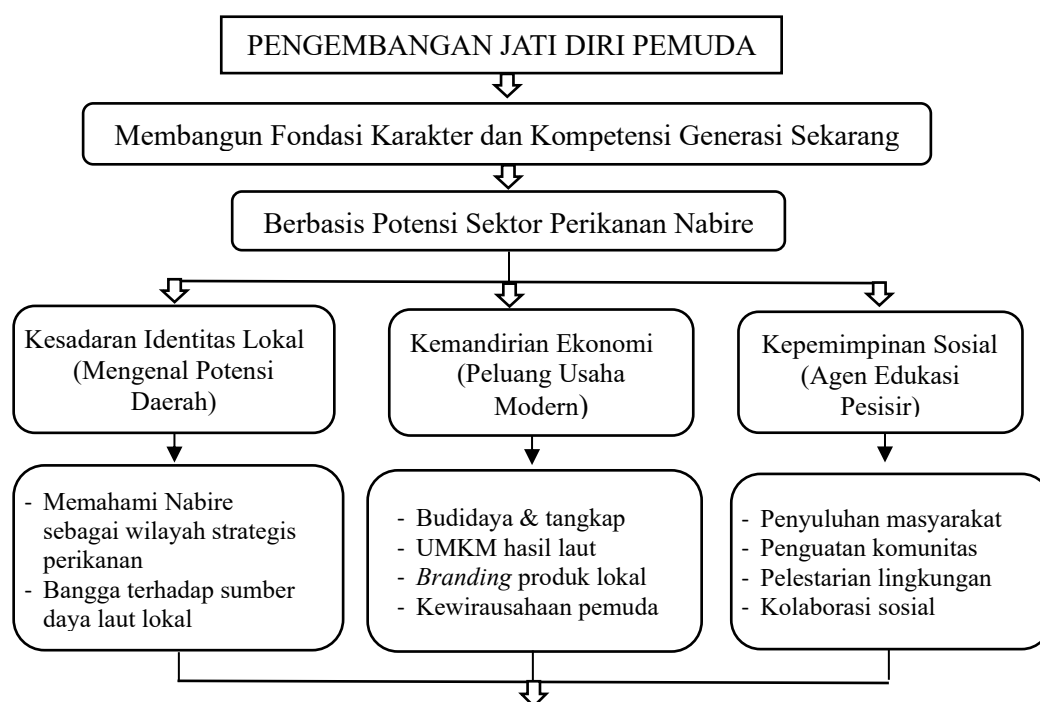 PENGEMBANGAN JATI DIRI PEMUDA
Membangun Fondasi Karakter dan Kompetensi Generasi Sekarang
Berbasis Potensi Sektor Perikanan Nabire
Kesadaran Identitas Lokal
(Mengenal Potensi
Daerah)
Kemandirian Ekonomi
(Peluang Usaha
Modern)
Kepemimpinan Sosial
(Agen Edukasi
Pesisir)
- Memahami Nabire
sebagai wilayah strategis
perikanan
- Bangga terhadap sumber
daya laut lokal
- Budidaya & tangkap
- UMKM hasil laut
- Branding produk lokal
- Kewirausahaan pemuda
- Penyuluhan masyarakat
- Penguatan komunitas
- Pelestarian lingkungan
- Kolaborasi sosial